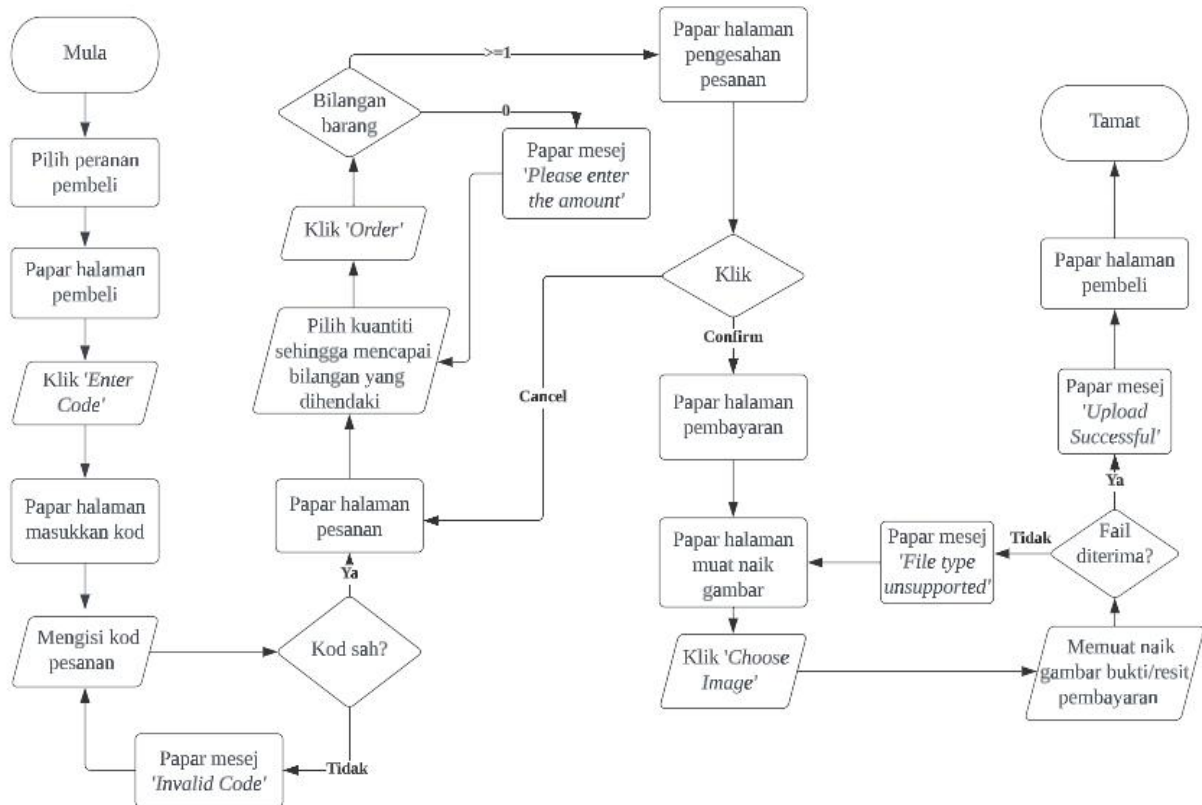 Mula
Pilih peranan
pembeli
Papar halaman
pembeli
Klik 'Enter
Code'
Papar halaman
masukkan kod
Mengisi kod
pesanan
Kod sah?
Tidak
Papar mesej
'Invalid Code'
Ya
Papar halaman
pesanan
Pilih kuantiti
sehingga mencapai
bilangan yang
dihendaki
Klik 'Order'
Bilangan
barang
0
Papar mesej
'Please enter
the amount'
>=1
Papar halaman
pengesahan
pesanan
Klik
Cancel
Confirm
Papar halaman
pembayaran
Papar halaman
muat naik
gambar
Klik 'Choose
Image'
Memuat naik
gambar bukti/resit
pembayaran
Fail
diterima?
Tidak
Papar mesej
'File type
unsupported'
Ya
Papar mesej
'Upload
Successful'
Papar halaman
pembeli
Tamat